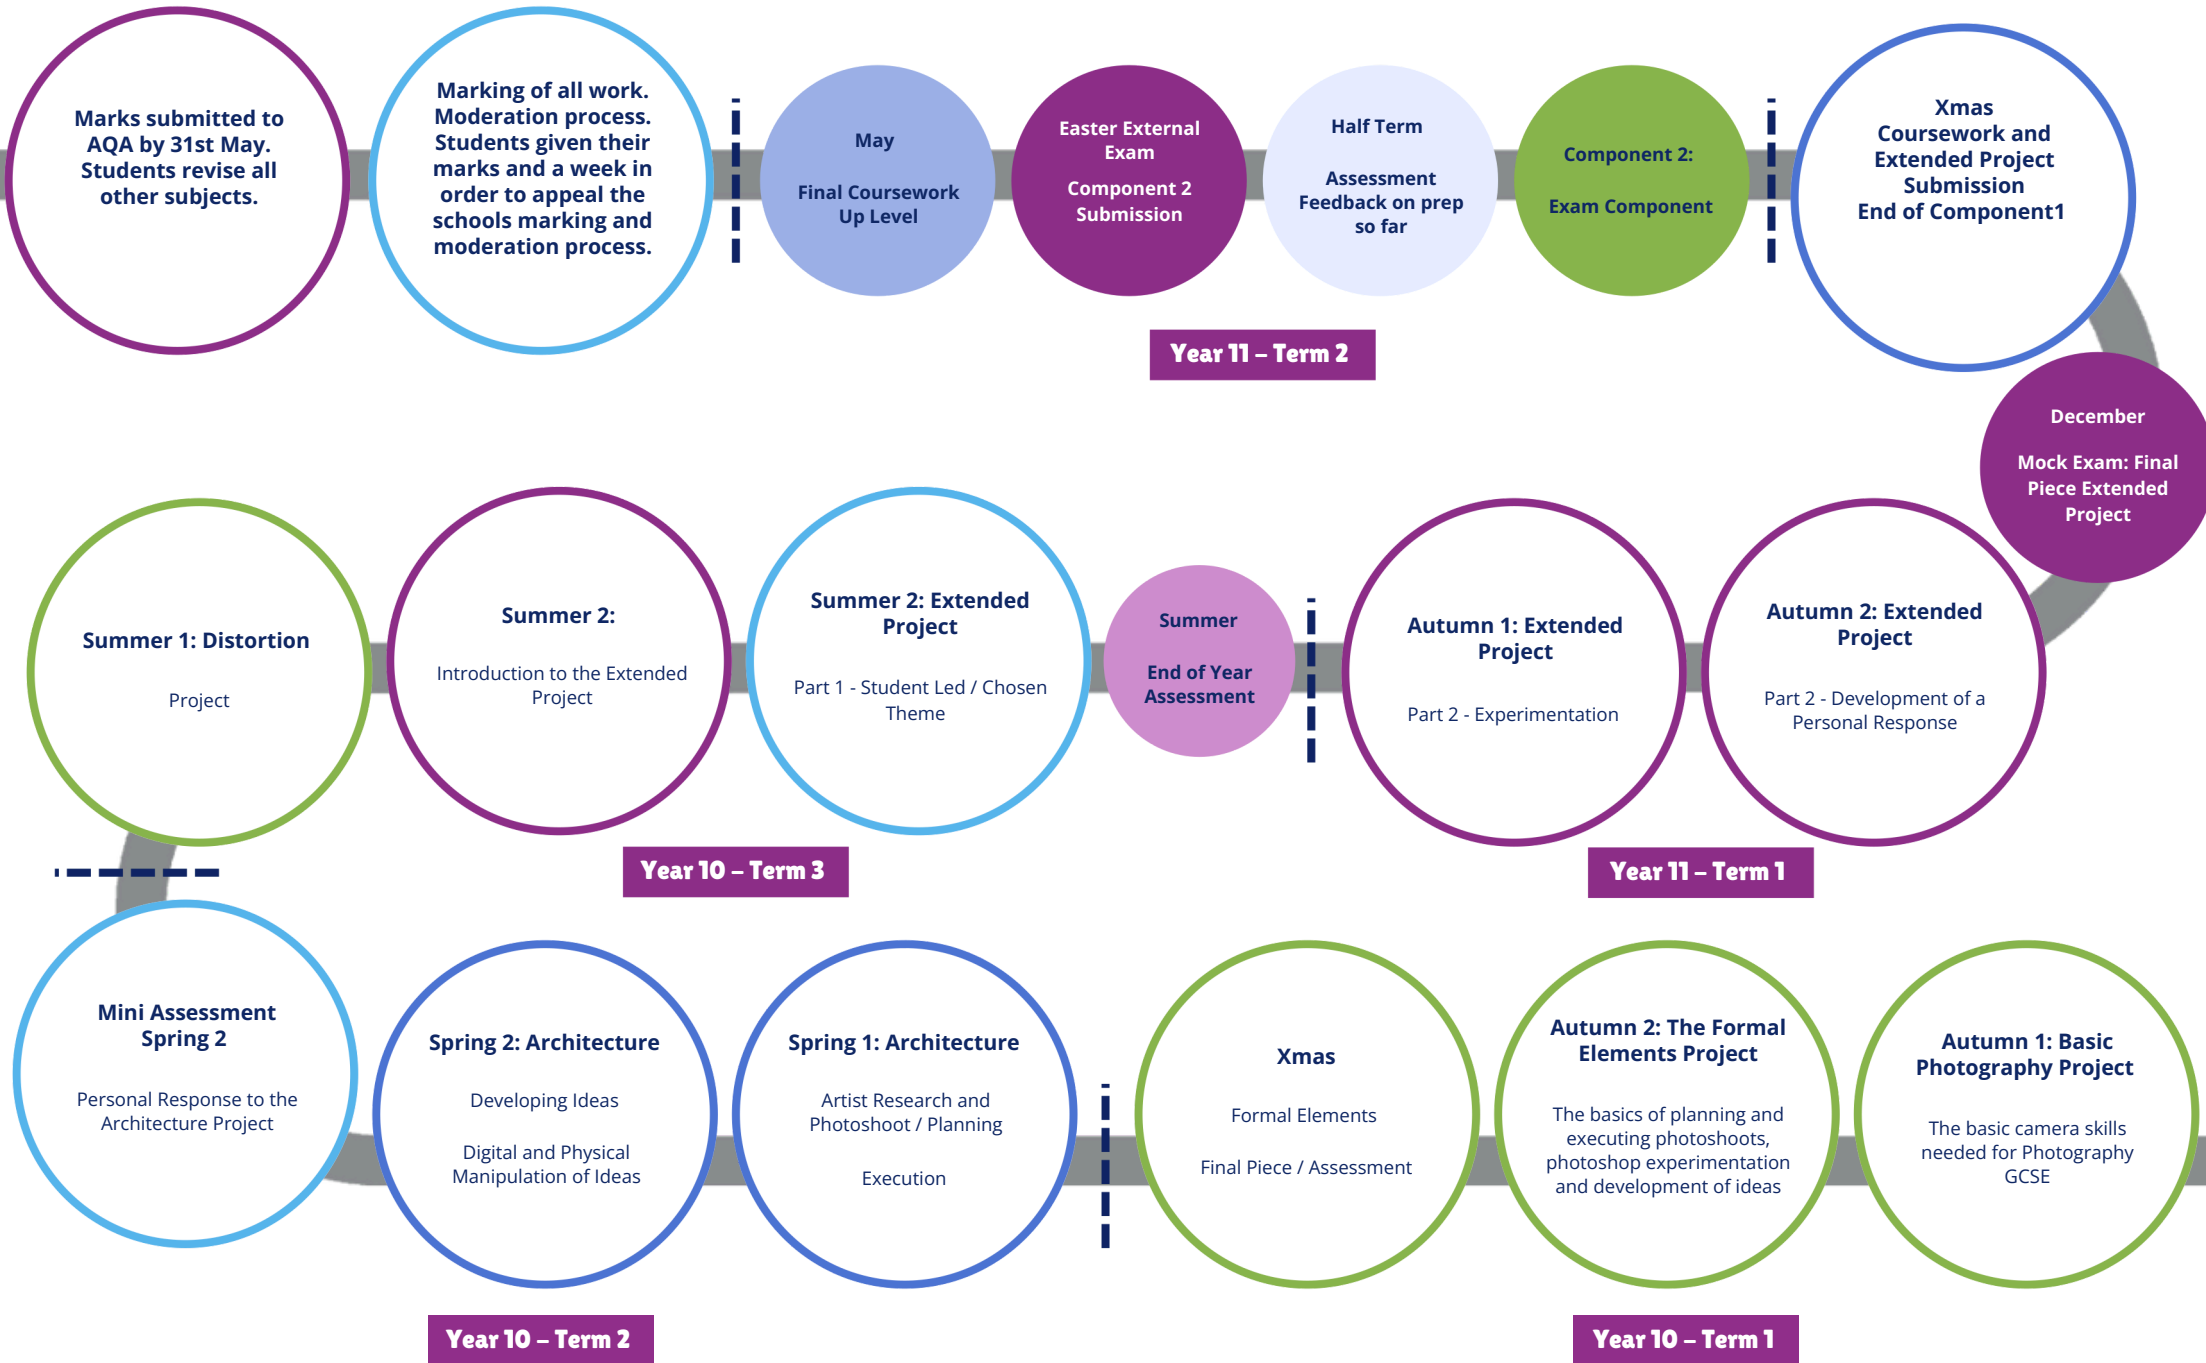 Marks submitted to
AQA by 31st May.
Students revise all
other subjects.
Marking of all work.
Moderation process.
Students given their
marks and a week in
order to appeal the
schools marking and
moderation process.
May
Final Coursework
Up Level
Easter External
Exam
Component 2
Submission
Half Term
Assessment
Feedback on prep
so far
Component 2:
Exam Component
Xmas
Coursework and
Extended Project
Submission
End of Component1
Year 11 – Term 2
December
Mock Exam: Final
Piece Extended
Project
Summer 1: Distortion
Project
Summer 2:
Introduction to the Extended
Project
Summer 2: Extended
Project
Part 1 - Student Led / Chosen
Theme
Summer
End of Year
Assessment
Autumn 1: Extended
Project
Part 2 - Experimentation
Autumn 2: Extended
Project
Part 2 - Development of a
Personal Response
Year 10 – Term 3
Year 11 – Term 1
Mini Assessment
Spring 2
Personal Response to the
Architecture Project
Spring 2: Architecture
Developing Ideas
Digital and Physical
Manipulation of Ideas
Spring 1: Architecture
Artist Research and
Photoshoot / Planning
Execution
Xmas
Formal Elements
Final Piece / Assessment
Autumn 2: The Formal
Elements Project
The basics of planning and
executing photoshoots,
photoshop experimentation
and development of ideas
Autumn 1: Basic
Photography Project
The basic camera skills
needed for Photography
GCSE
Year 10 – Term 2
Year 10 – Term 1